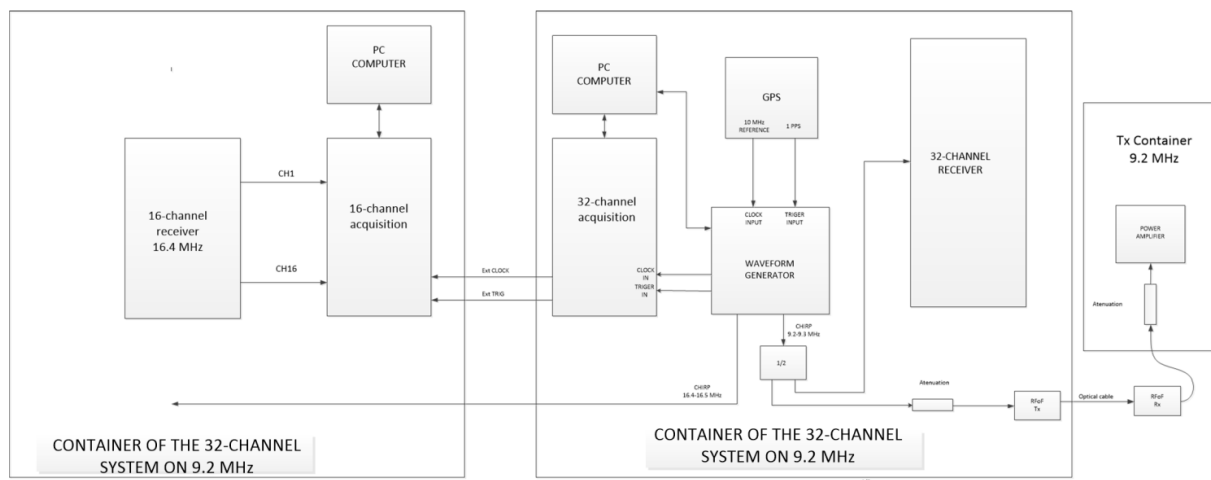 PC
COMPUTER
16-channel
receiver
16.4 MHz
CH1
CH16
16-channel
acquisition
CONTAINER OF THE 32-CHANNEL
SYSTEM ON 9.2 MHz
PC
COMPUTER
GPS
10 MHz
REFERENCE
1 PPS
32-channel
acquisition
CLOCK
IN
TRIGER
IN
Ext CLOCK
Ext TRIG
CLOCK
INPUT
TRIGER
INPUT
WAVEFORM
GENERATOR
32-CHANNEL
RECEIVER
CHIRP
9.2-9.3 MHz
1/2
CHIRP
16.4-16.5 MHz
Atenuation
RFoF
Tx
Optical cable
RFoF
Rx
CONTAINER OF THE 32-CHANNEL
SYSTEM ON 9.2 MHz
Tx Container
9.2 MHz
POWER
AMPLIFIER
Atenuation